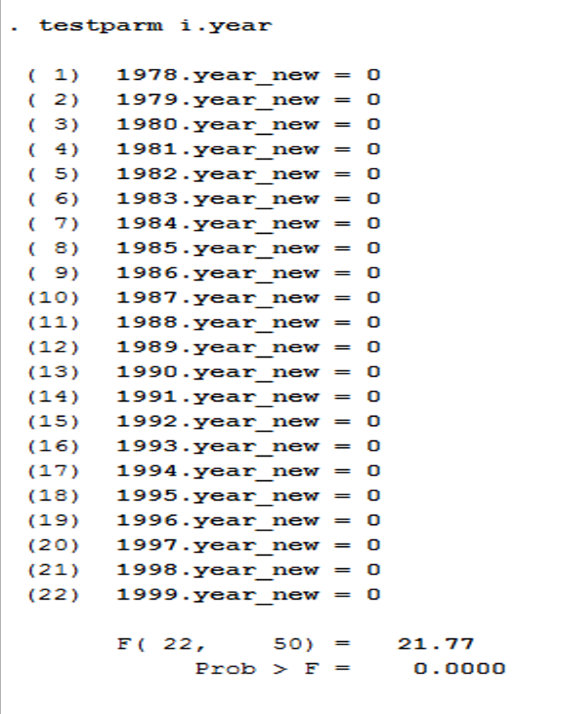 . testparm i.year
( 1) 1978.year_new = 0
( 2) 1979.year_new = 0
( 3) 1980.year_new = 0
( 4) 1981.year_new = 0
( 5) 1982.year_new = 0
( 6) 1983.year_new = 0
( 7) 1984.year_new = 0
( 8) 1985.year_new = 0
( 9) 1986.year_new = 0
(10) 1987.year_new = 0
(11) 1988.year_new = 0
(12) 1989.year_new = 0
(13) 1990.year_new = 0
(14) 1991.year_new = 0
(15) 1992.year_new = 0
(16) 1993.year_new = 0
(17) 1994.year_new = 0
(18) 1995.year_new = 0
(19) 1996.year_new = 0
(20) 1997.year_new = 0
(21) 1998.year_new = 0
(22) 1999.year_new = 0
F( 22, 50) = 21.77
Prob > F = 0.0000